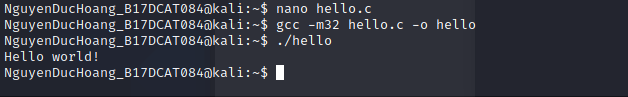 NguyenDucHoang_B17DCAT084@kali:~$ nano hello.c
NguyenDucHoang_B17DCAT084@kali:~$ gcc -m32 hello.c -o hello
NguyenDucHoang_B17DCAT084@kali:~$ ./hello
Hello world!
NguyenDucHoang_B17DCAT084@kali:~$